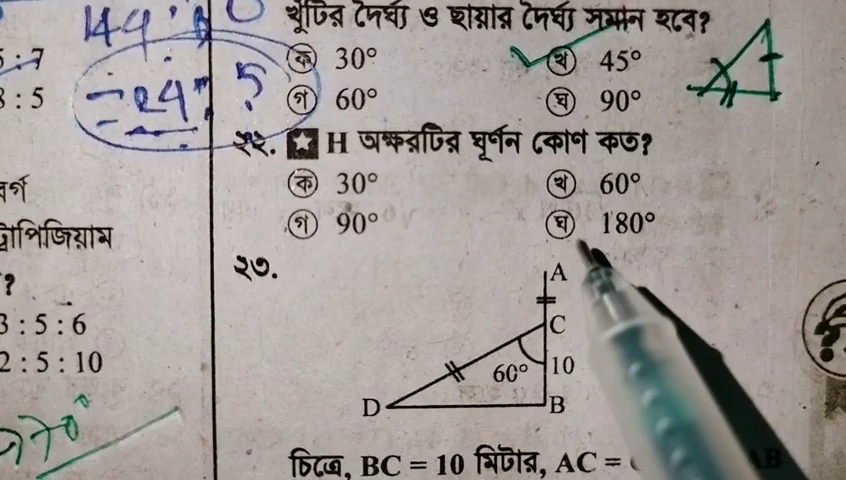 খুঁটির দৈর্ঘ্য ও ছায়ার দৈর্ঘ্য সমান হবে?
ক 30° খ 45°
গ 60° ঘ 90°
২২. H অক্ষরটির ঘূর্ণন কোণ কত?
ক 30° খ 60°
গ 90° ঘ 180°
২৩.
A
C
60° 10
D B
চিত্রে, BC = 10 মিটার, AC =
: 7
: 5
বর্গ
ট্রাপিজিয়াম
?
3 : 5 : 6
2 : 5 : 10